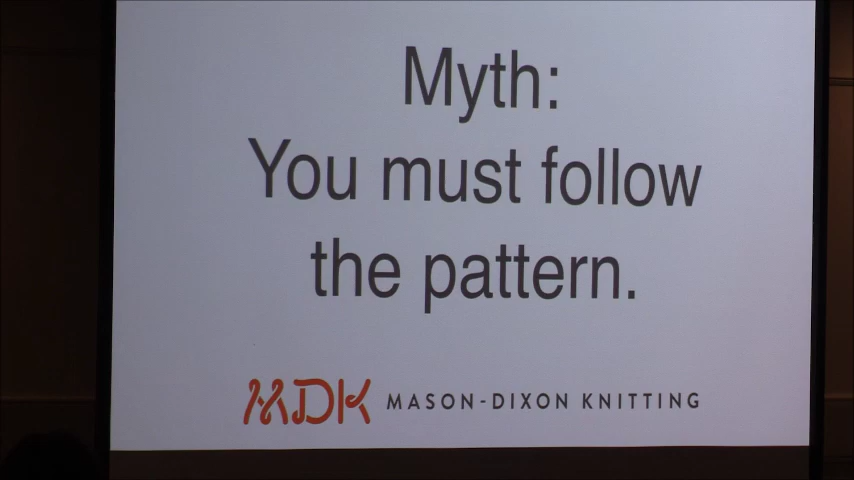 Myth:
You must follow
the pattern.
MDK MASON-DIXON KNITTING